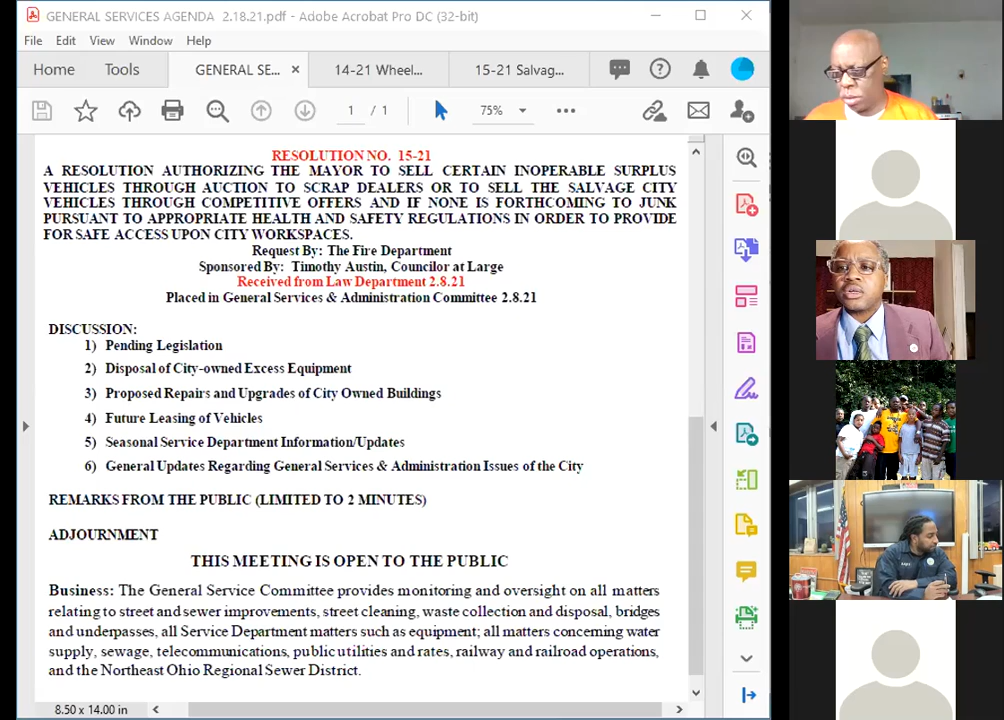 GENERAL SERVICES AGENDA 2.18.21.pdf - Adobe Acrobat Pro DC (32-bit)
File Edit View Window Help
Home Tools GENERAL SE... 14-21 Wheel... 15-21 Salvag...
1 / 1 75%
RESOLUTION NO. 15-21
A RESOLUTION AUTHORIZING THE MAYOR TO SELL CERTAIN INOPERABLE SURPLUS
VEHICLES THROUGH AUCTION TO SCRAP DEALERS OR TO SELL THE SALVAGE CITY
VEHICLES THROUGH COMPETITIVE OFFERS AND IF NONE IS FORTHCOMING TO JUNK
PURSUANT TO APPROPRIATE HEALTH AND SAFETY REGULATIONS IN ORDER TO PROVIDE
FOR SAFE ACCESS UPON CITY WORKSPACES.
Request By: The Fire Department
Sponsored By: Timothy Austin, Councilor at Large
Received from Law Department 2.8.21
Placed in General Services & Administration Committee 2.8.21
DISCUSSION:
1) Pending Legislation
2) Disposal of City-owned Excess Equipment
3) Proposed Repairs and Upgrades of City Owned Buildings
4) Future Leasing of Vehicles
5) Seasonal Service Department Information/Updates
6) General Updates Regarding General Services & Administration Issues of the City
REMARKS FROM THE PUBLIC (LIMITED TO 2 MINUTES)
ADJOURNMENT
THIS MEETING IS OPEN TO THE PUBLIC
Business: The General Service Committee provides monitoring and oversight on all matters
relating to street and sewer improvements, street cleaning, waste collection and disposal, bridges
and underpasses, all Service Department matters such as equipment; all matters concerning water
supply, sewage, telecommunications, public utilities and rates, railway and railroad operations,
and the Northeast Ohio Regional Sewer District.
8.50 x 14.00 in